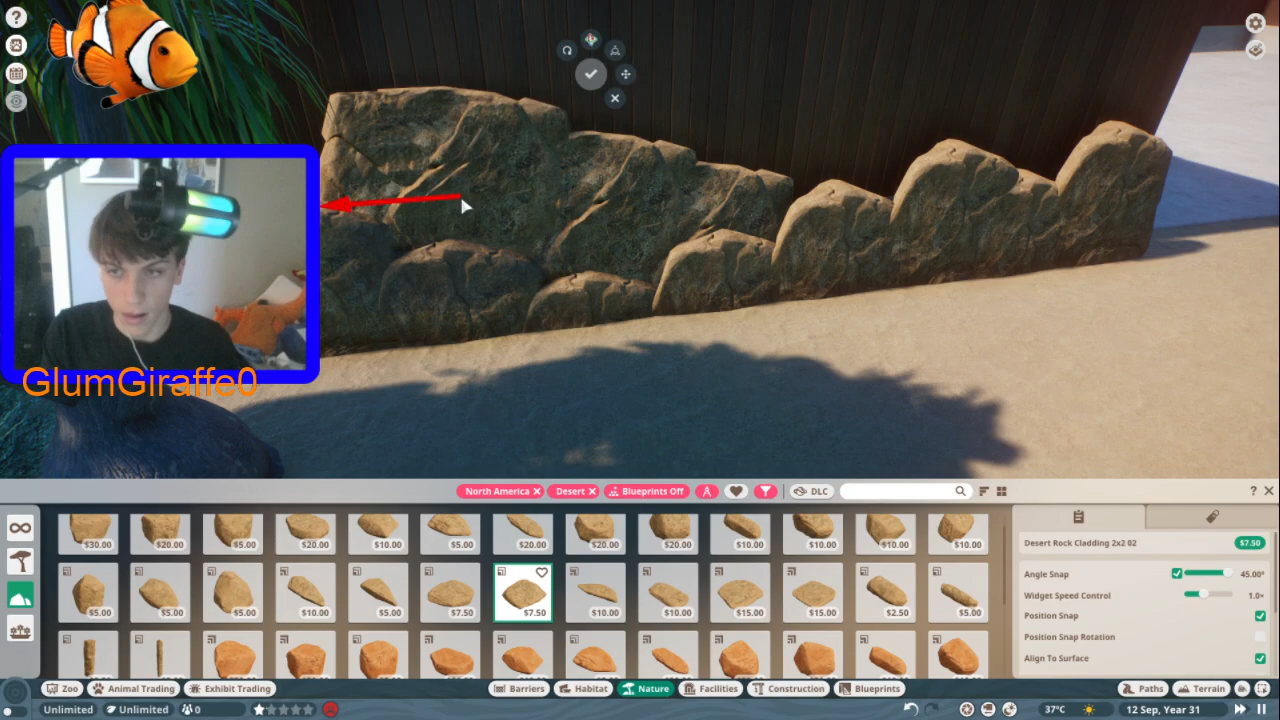 GlumGiraffe0
North America × Desert × Blueprints Off DLC
? ×
$30.00 $20.00 $5.00 $20.00 $10.00 $5.00 $20.00 $20.00 $20.00 $10.00 $10.00 $10.00 $10.00
$5.00 $5.00 $5.00 $10.00 $5.00 $7.50 $7.50 $10.00 $10.00 $15.00 $15.00 $2.50 $5.00
Desert Rock Cladding 2x2 02 $7.50
Angle Snap 45.00°
Widget Speed Control 1.0×
Position Snap
Position Snap Rotation
Align To Surface
Zoo Animal Trading Exhibit Trading Barriers Habitat Nature Facilities Construction Blueprints Paths Terrain
Unlimited Unlimited 0 37°C 12 Sep, Year 31